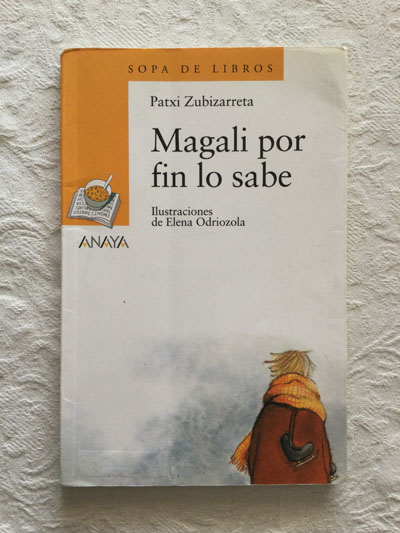 SOPA DE LIBROS
Patxi Zubizarreta
Magali por
fin lo sabe
Ilustraciones
de Elena Odriozola
ANAYA